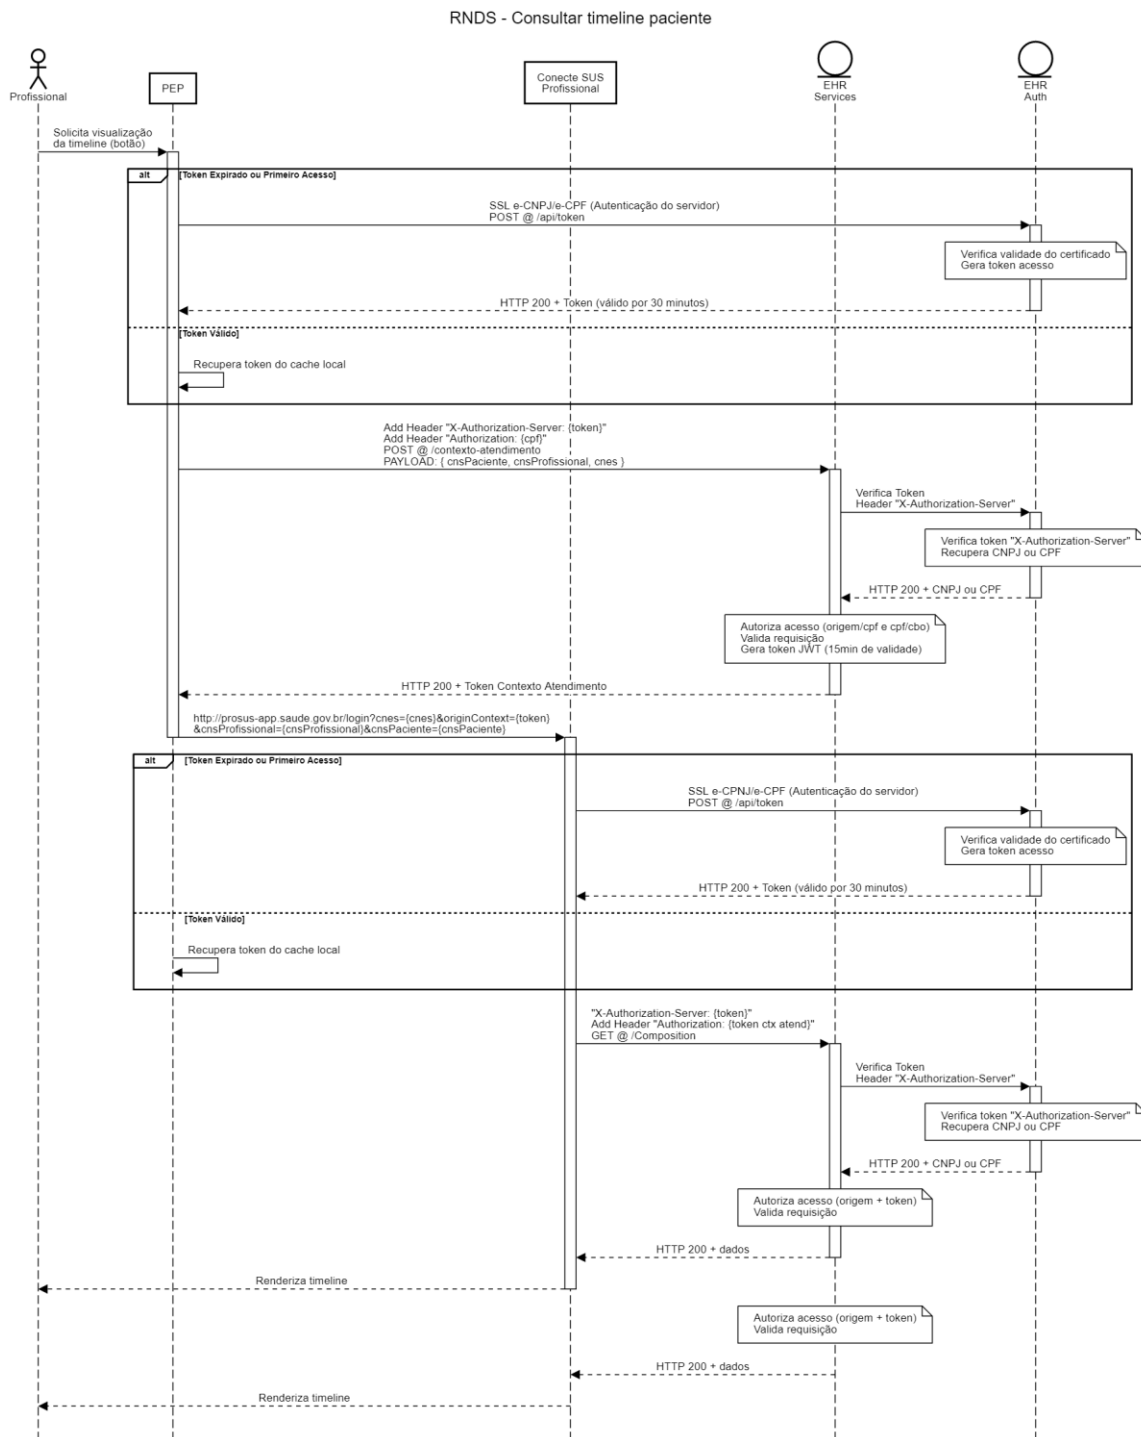 RNDS - Consultar timeline paciente
Profissional
PEP
Conecte SUS
Profissional
EHR
Services
EHR
Auth
Solicita visualização
da timeline (botão)
alt
[Token Expirado ou Primeiro Acesso]
SSL e-CNPJ/e-CPF (Autenticação do servidor)
POST @ /api/token
Verifica validade do certificado
Gera token acesso
HTTP 200 + Token (válido por 30 minutos)
[Token Válido]
Recupera token do cache local
Add Header "X-Authorization-Server: {token}"
Add Header "Authorization: {cpf}"
POST @ /contexto-atendimento
PAYLOAD: { cnsPaciente, cnsProfissional, cnes }
Verifica Token
Header "X-Authorization-Server"
Verifica token "X-Authorization-Server"
Recupera CNPJ ou CPF
HTTP 200 + CNPJ ou CPF
Autoriza acesso (origem/cpf e cpf/cbo)
Valida requisição
Gera token JWT (15min de validade)
HTTP 200 + Token Contexto Atendimento
http://prosus-app.saude.gov.br/login?cnes={cnes}&originContext={token}
&cnsProfissional={cnsProfissional}&cnsPaciente={cnsPaciente}
alt
[Token Expirado ou Primeiro Acesso]
SSL e-CPNJ/e-CPF (Autenticação do servidor)
POST @ /api/token
Verifica validade do certificado
Gera token acesso
HTTP 200 + Token (válido por 30 minutos)
[Token Válido]
Recupera token do cache local
"X-Authorization-Server: {token}"
Add Header "Authorization: {token ctx atend}"
GET @ /Composition
Verifica Token
Header "X-Authorization-Server"
Verifica token "X-Authorization-Server"
Recupera CNPJ ou CPF
HTTP 200 + CNPJ ou CPF
Autoriza acesso (origem + token)
Valida requisição
HTTP 200 + dados
Renderiza timeline
Autoriza acesso (origem + token)
Valida requisição
HTTP 200 + dados
Renderiza timeline